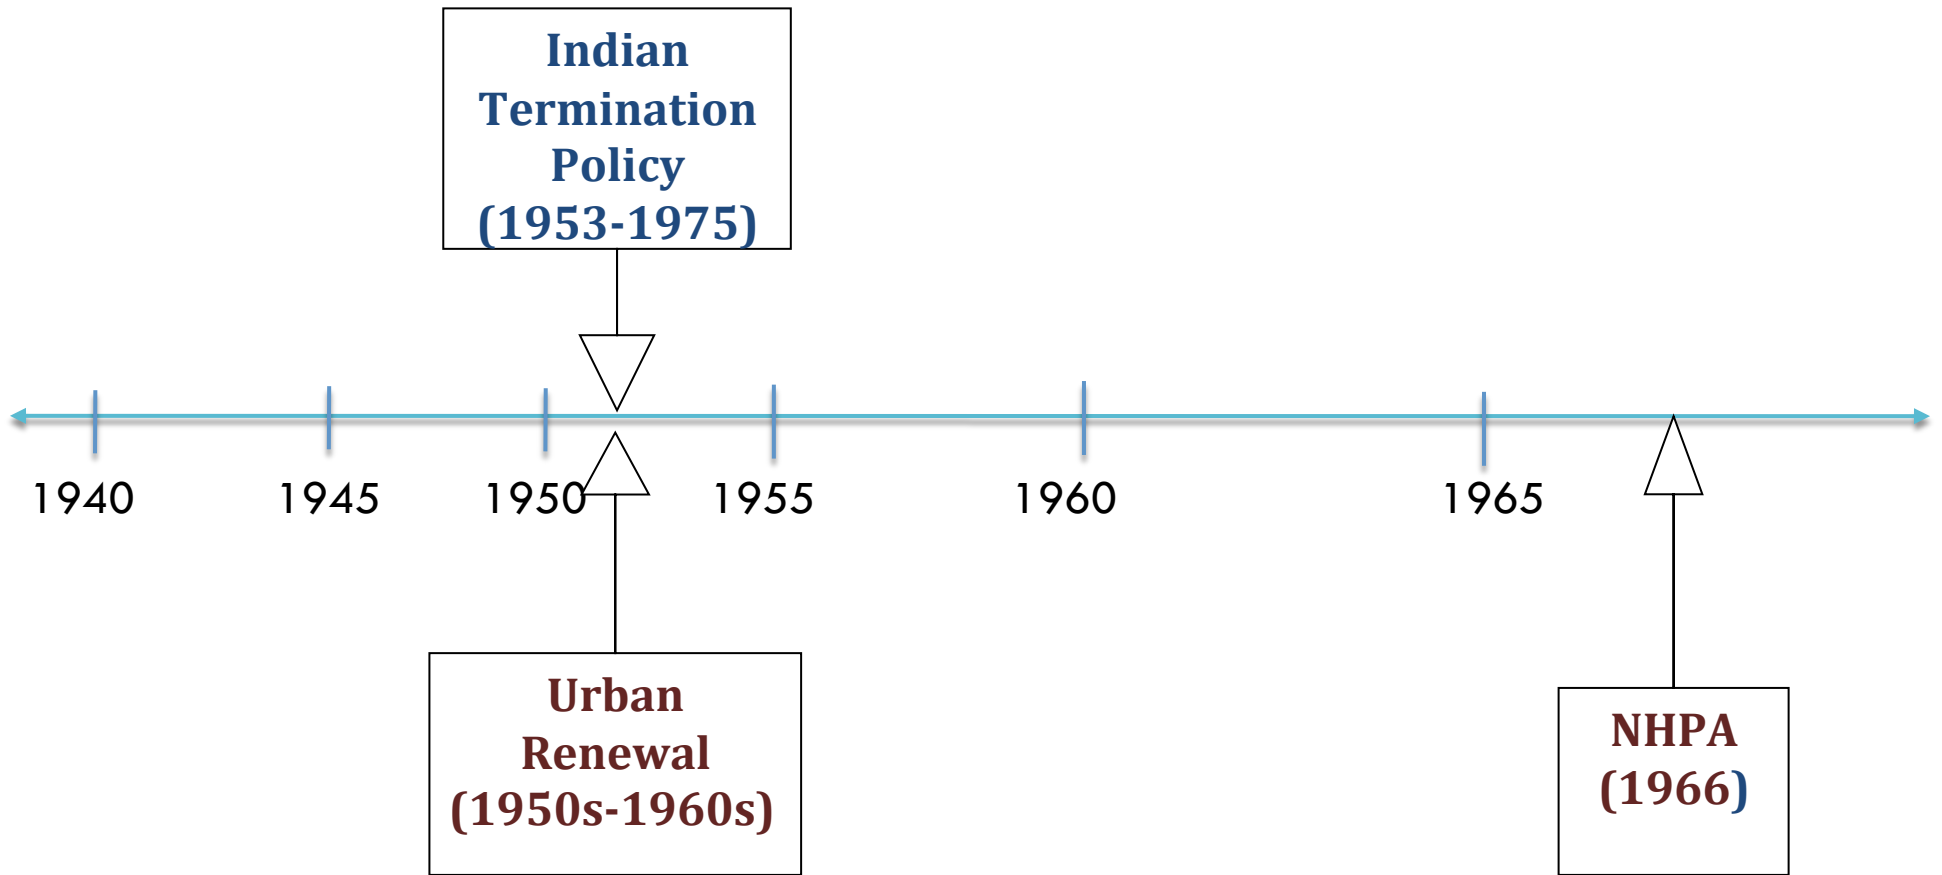 Indian
Termination
Policy
(1953-1975)
1940 1945 1950 1955 1960 1965
Urban
Renewal
(1950s-1960s)
NHPA
(1966)